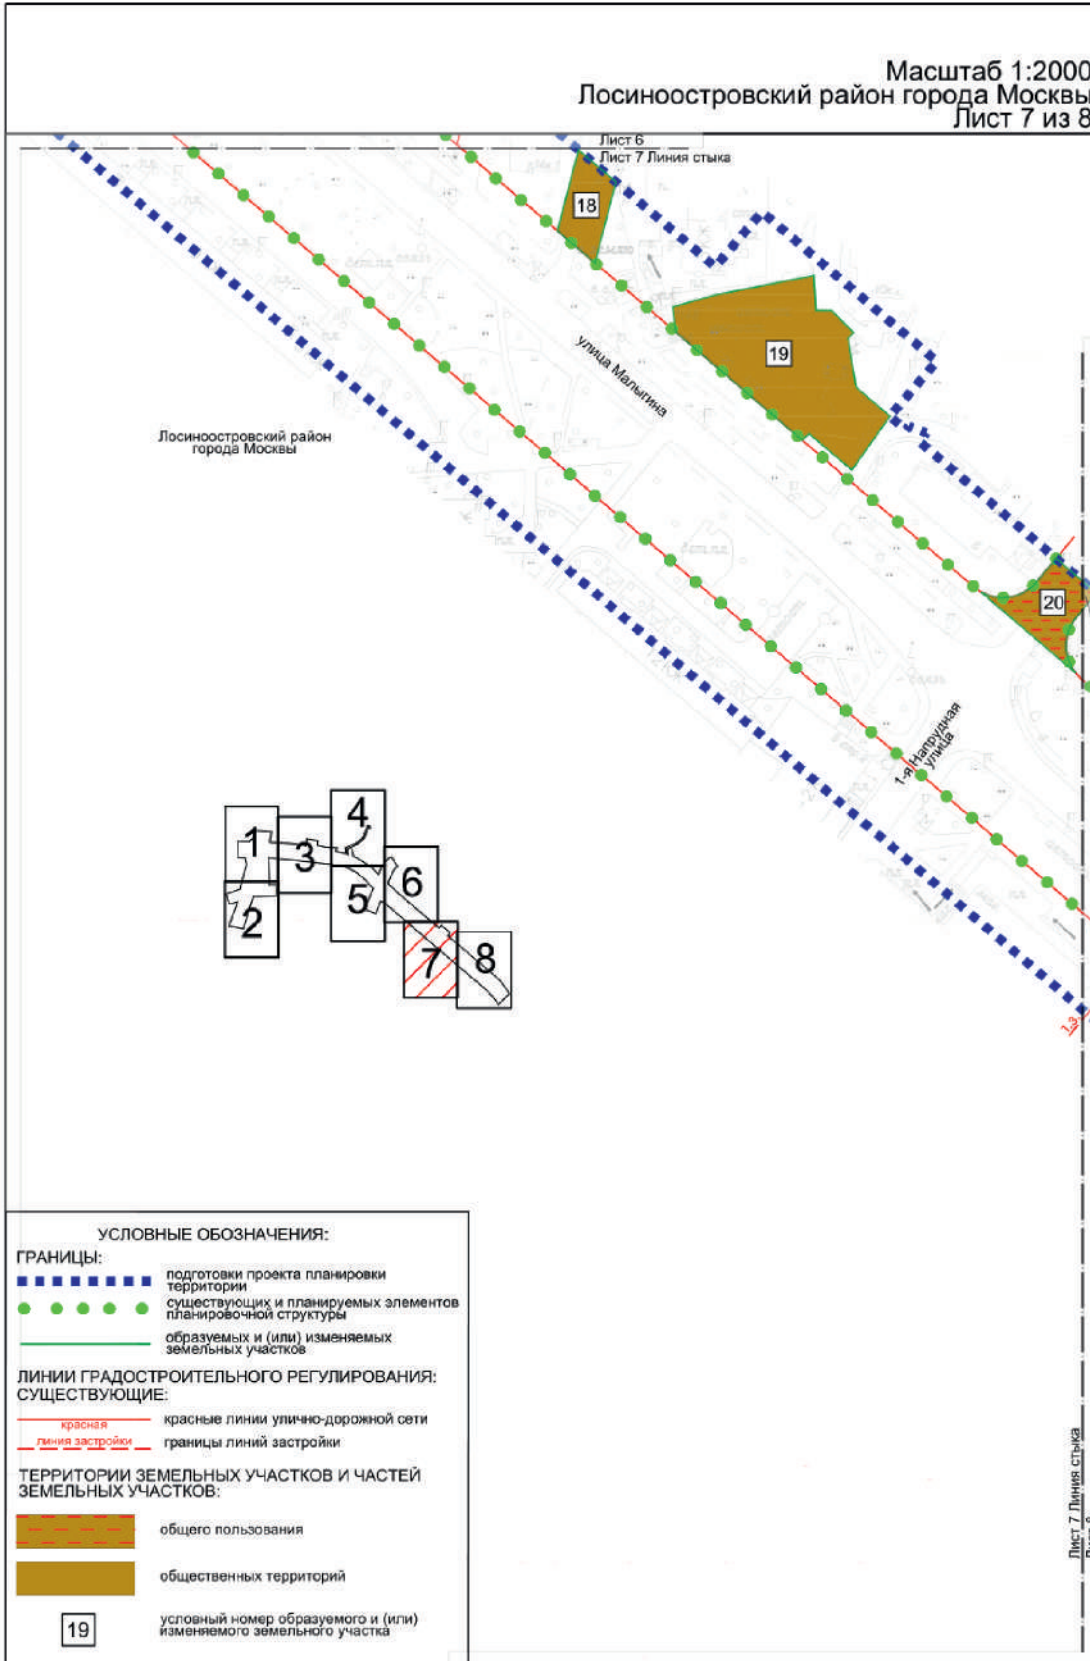 Масштаб 1:2000
Лосиноостровский район города Москвы
Лист 7 из 8
Лист 6
Лист 7 Линия стыка
18
19
улица Малыгина
Лосиноостровский район
города Москвы
20
1-я Напрудная
улица
1
2
3
4
5
6
7
8
1.3
УСЛОВНЫЕ ОБОЗНАЧЕНИЯ:
ГРАНИЦЫ:
подготовки проекта планировки
территории
существующих и планируемых элементов
планировочной структуры
образуемых и (или) изменяемых
земельных участков
ЛИНИИ ГРАДОСТРОИТЕЛЬНОГО РЕГУЛИРОВАНИЯ:
СУЩЕСТВУЮЩИЕ:
красная
красные линии улично-дорожной сети
линия застройки
границы линий застройки
ТЕРРИТОРИИ ЗЕМЕЛЬНЫХ УЧАСТКОВ И ЧАСТЕЙ
ЗЕМЕЛЬНЫХ УЧАСТКОВ:
общего пользования
общественных территорий
19
условный номер образуемого и (или)
изменяемого земельного участка
Лист 7 Линия стыка